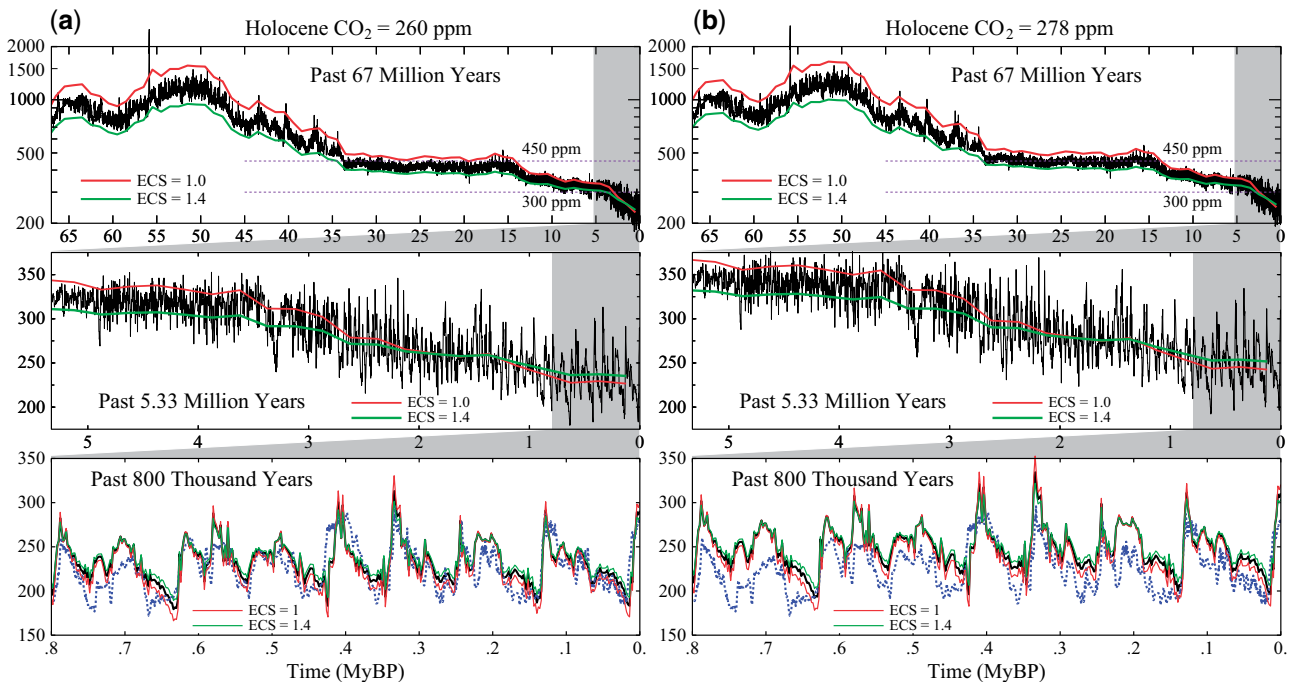 (a)
Holocene CO₂ = 260 ppm
2000
1500
1000
500
200
Past 67 Million Years
450 ppm
300 ppm
ECS = 1.0
ECS = 1.4
65 60 55 50 45 40 35 30 25 20 15 10 5 0
350
300
250
200
Past 5.33 Million Years
ECS = 1.0
ECS = 1.4
5 4 3 2 1 0
350
300
250
200
150
Past 800 Thousand Years
ECS = 1
ECS = 1.4
.8 .7 .6 .5 .4 .3 .2 .1 0.
Time (MyBP)
(b)
Holocene CO₂ = 278 ppm
2000
1500
1000
500
200
Past 67 Million Years
450 ppm
300 ppm
ECS = 1.0
ECS = 1.4
65 60 55 50 45 40 35 30 25 20 15 10 5 0
350
300
250
200
Past 5.33 Million Years
ECS = 1.0
ECS = 1.4
5 4 3 2 1 0
350
300
250
200
150
Past 800 Thousand Years
ECS = 1
ECS = 1.4
.8 .7 .6 .5 .4 .3 .2 .1 0.
Time (MyBP)